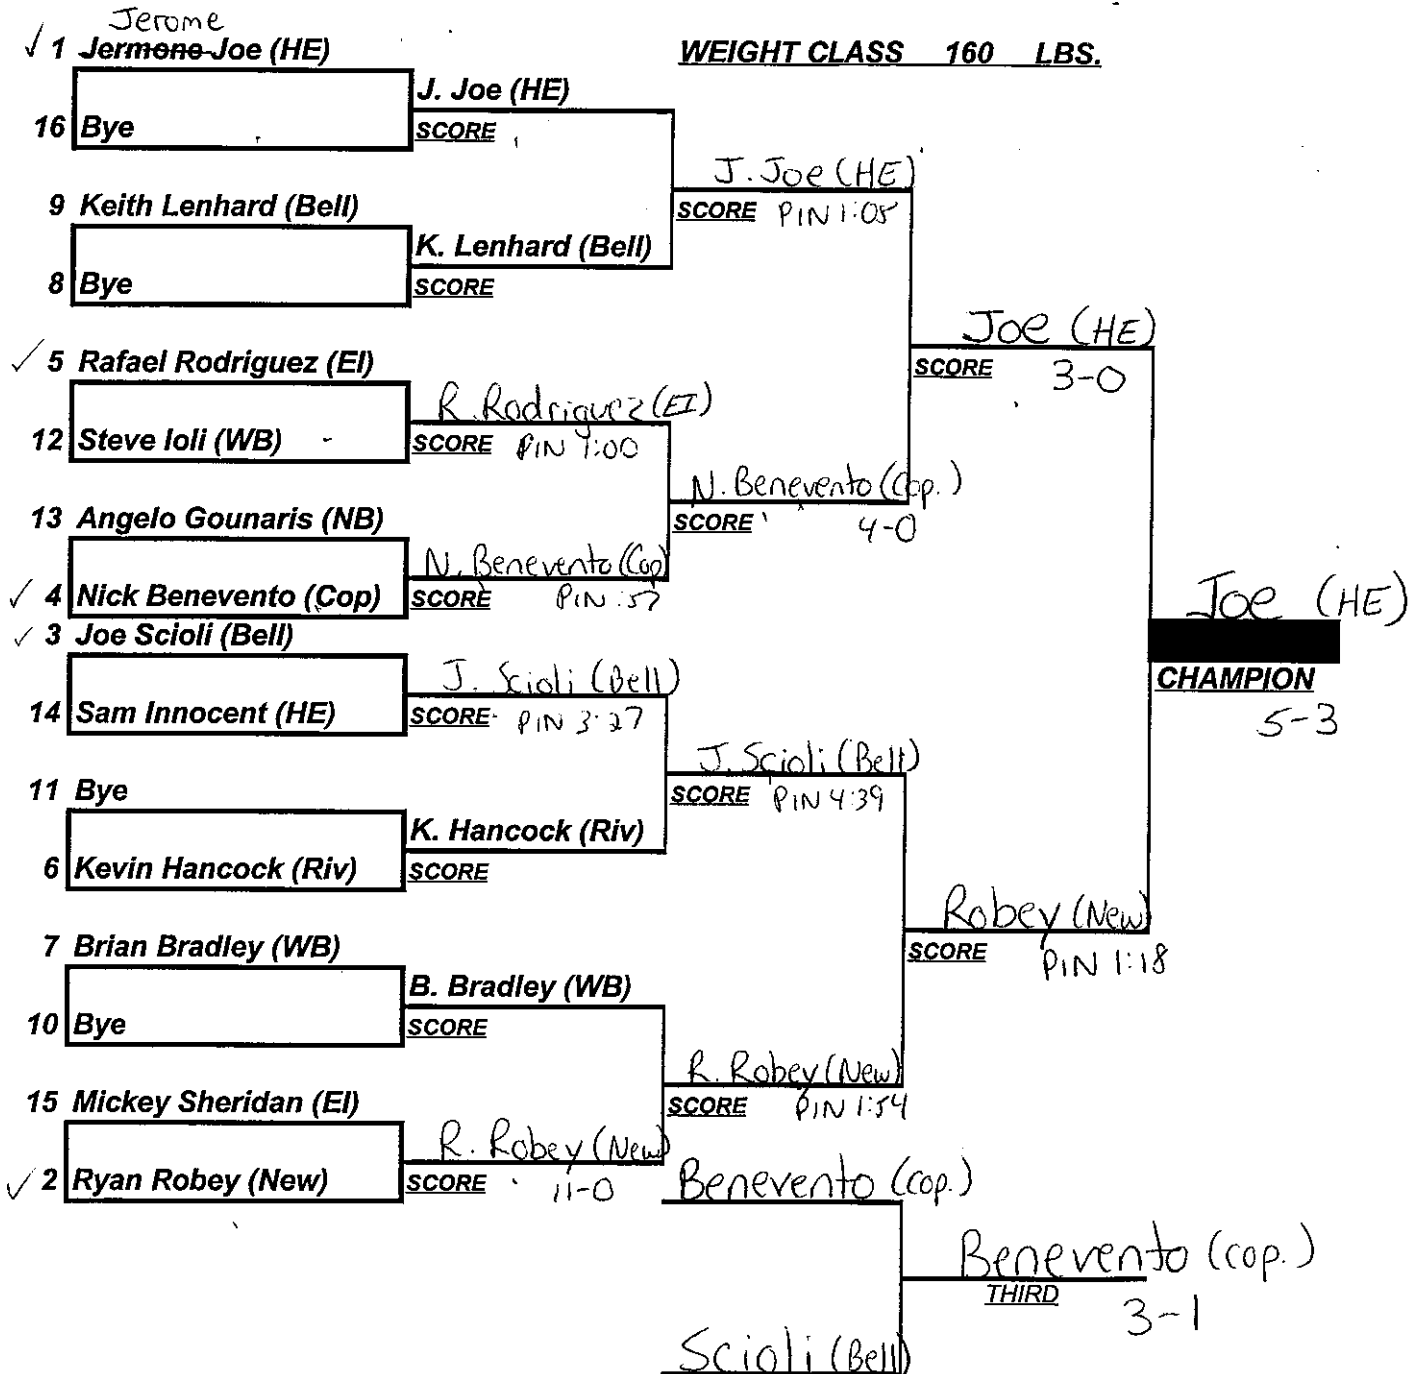 Jerome
✓ 1 Jermone Joe (HE)
WEIGHT CLASS 160 LBS.
J. Joe (HE)
16 Bye
SCORE
J. Joe (HE)
9 Keith Lenhard (Bell)
SCORE PIN 1:05
K. Lenhard (Bell)
8 Bye
SCORE
Joe (HE)
✓ 5 Rafael Rodriguez (EI)
SCORE 3-0
R. Rodriguez (EI)
12 Steve Ioli (WB)
SCORE PIN 1:00
N. Benevento (Cop.)
13 Angelo Gounaris (NB)
SCORE 4-0
N. Benevento (Cop)
✓ 4 Nick Benevento (Cop)
SCORE PIN :57
Joe (HE)
✓ 3 Joe Scioli (Bell)
CHAMPION
5-3
J. Scioli (Bell)
14 Sam Innocent (HE)
SCORE PIN 3:27
J. Scioli (Bell)
11 Bye
SCORE PIN 4:39
K. Hancock (Riv)
6 Kevin Hancock (Riv)
SCORE
Robey (New)
7 Brian Bradley (WB)
SCORE PIN 1:18
B. Bradley (WB)
10 Bye
SCORE
R. Robey (New)
15 Mickey Sheridan (EI)
SCORE PIN 1:54
R. Robey (New)
✓ 2 Ryan Robey (New)
SCORE 11-0
Benevento (Cop.)
Benevento (Cop.)
THIRD
3-1
Scioli (Bell)